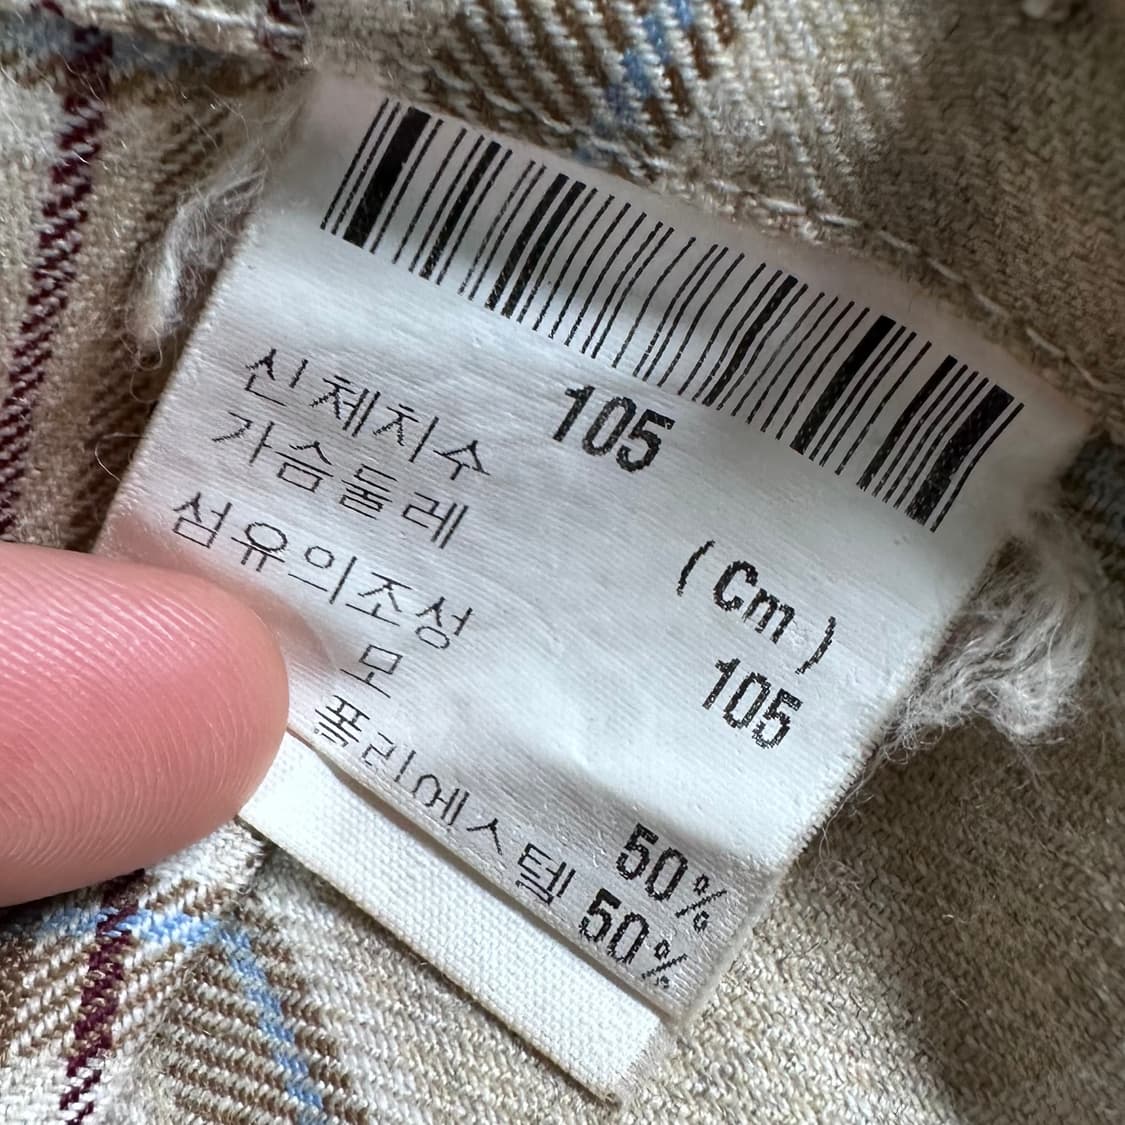 105
신체치수 (Cm)
가슴둘레 105
섬유의조성
모 50%
폴리에스텔 50%